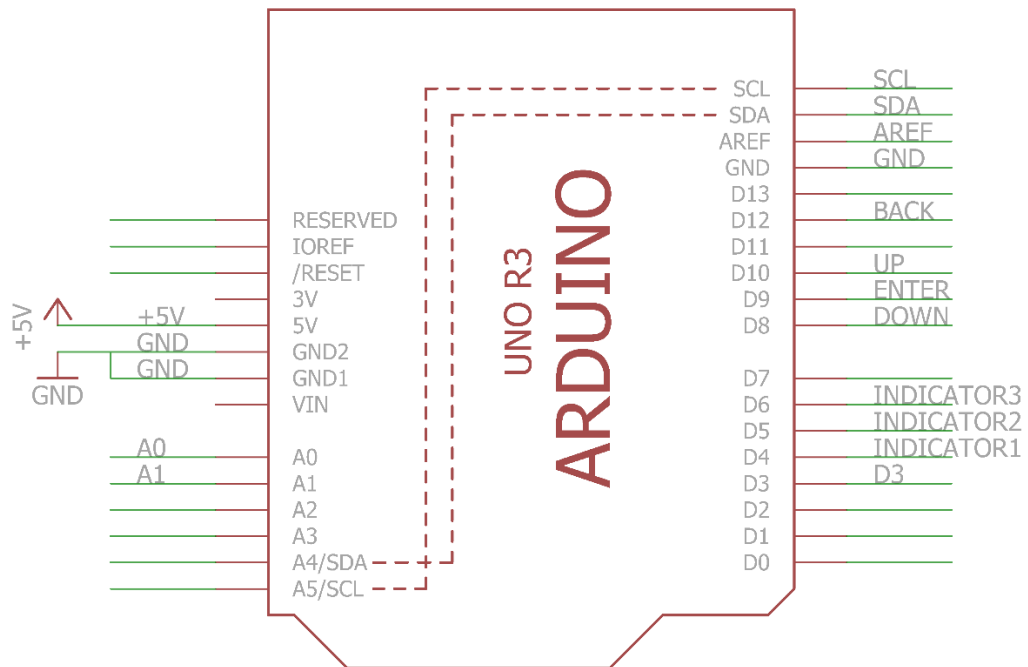 SCL SCL
SDA SDA
AREF AREF
GND GND
D13
RESERVED D12 BACK
IOREF D11
/RESET D10 UP
3V D9 ENTER
+5V +5V 5V D8 DOWN
GND GND2
GND GND GND1 D7
VIN D6 INDICATOR3
D5 INDICATOR2
A0 A0 D4 INDICATOR1
A1 A1 D3 D3
A2 D2
A3 D1
A4/SDA D0
A5/SCL
UNO R3
ARDUINO